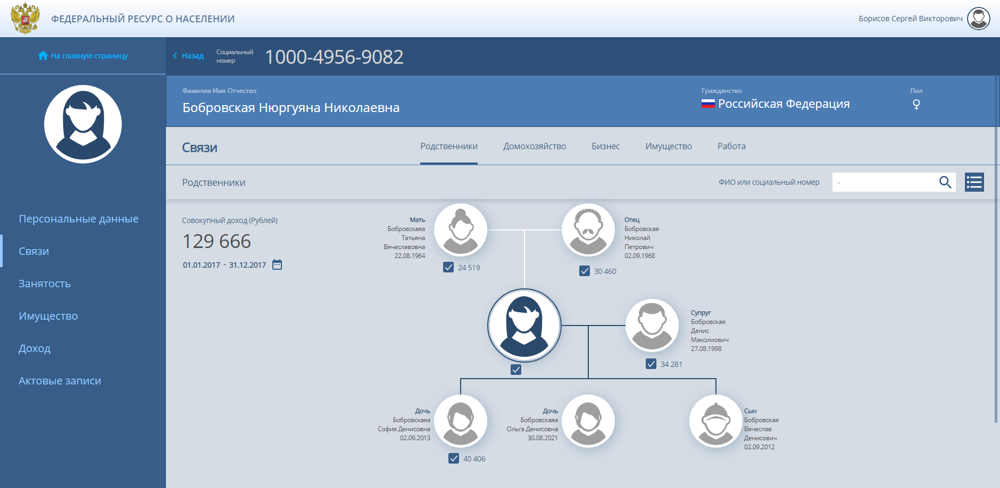 ФЕДЕРАЛЬНЫЙ РЕСУРС О НАСЕЛЕНИИ
Борисов Сергей Викторович
На главную страницу
Назад
Социальный
номер
1000-4956-9082
Фамилия Имя Отчество
Бобровская Нюргуяна Николаевна
Гражданство
Российская Федерация
Пол
Связи
Родственники
Домохозяйство
Бизнес
Имущество
Работа
Родственники
ФИО или социальный номер
-
Персональные данные
Связи
Занятость
Имущество
Доход
Актовые записи
Совокупный доход (Рублей)
129 666
01.01.2017 - 31.12.2017
Мать
Бобровскаяа
Татьяна
Вячеславовна
22.08.1964
24 519
Отец
Бобровская
Николай
Петрович
02.09.1968
30 460
Супруг
Бобровская
Денис
Максимович
27.08.1998
34 281
Дочь
Бобровскаяа
София Денисовна
02.09.2013
40 406
Дочь
Бобровскаяа
Ольга Денисовна
30.08.2021
Сын
Бобровская
Вячеслав
Денисович
02.09.2012